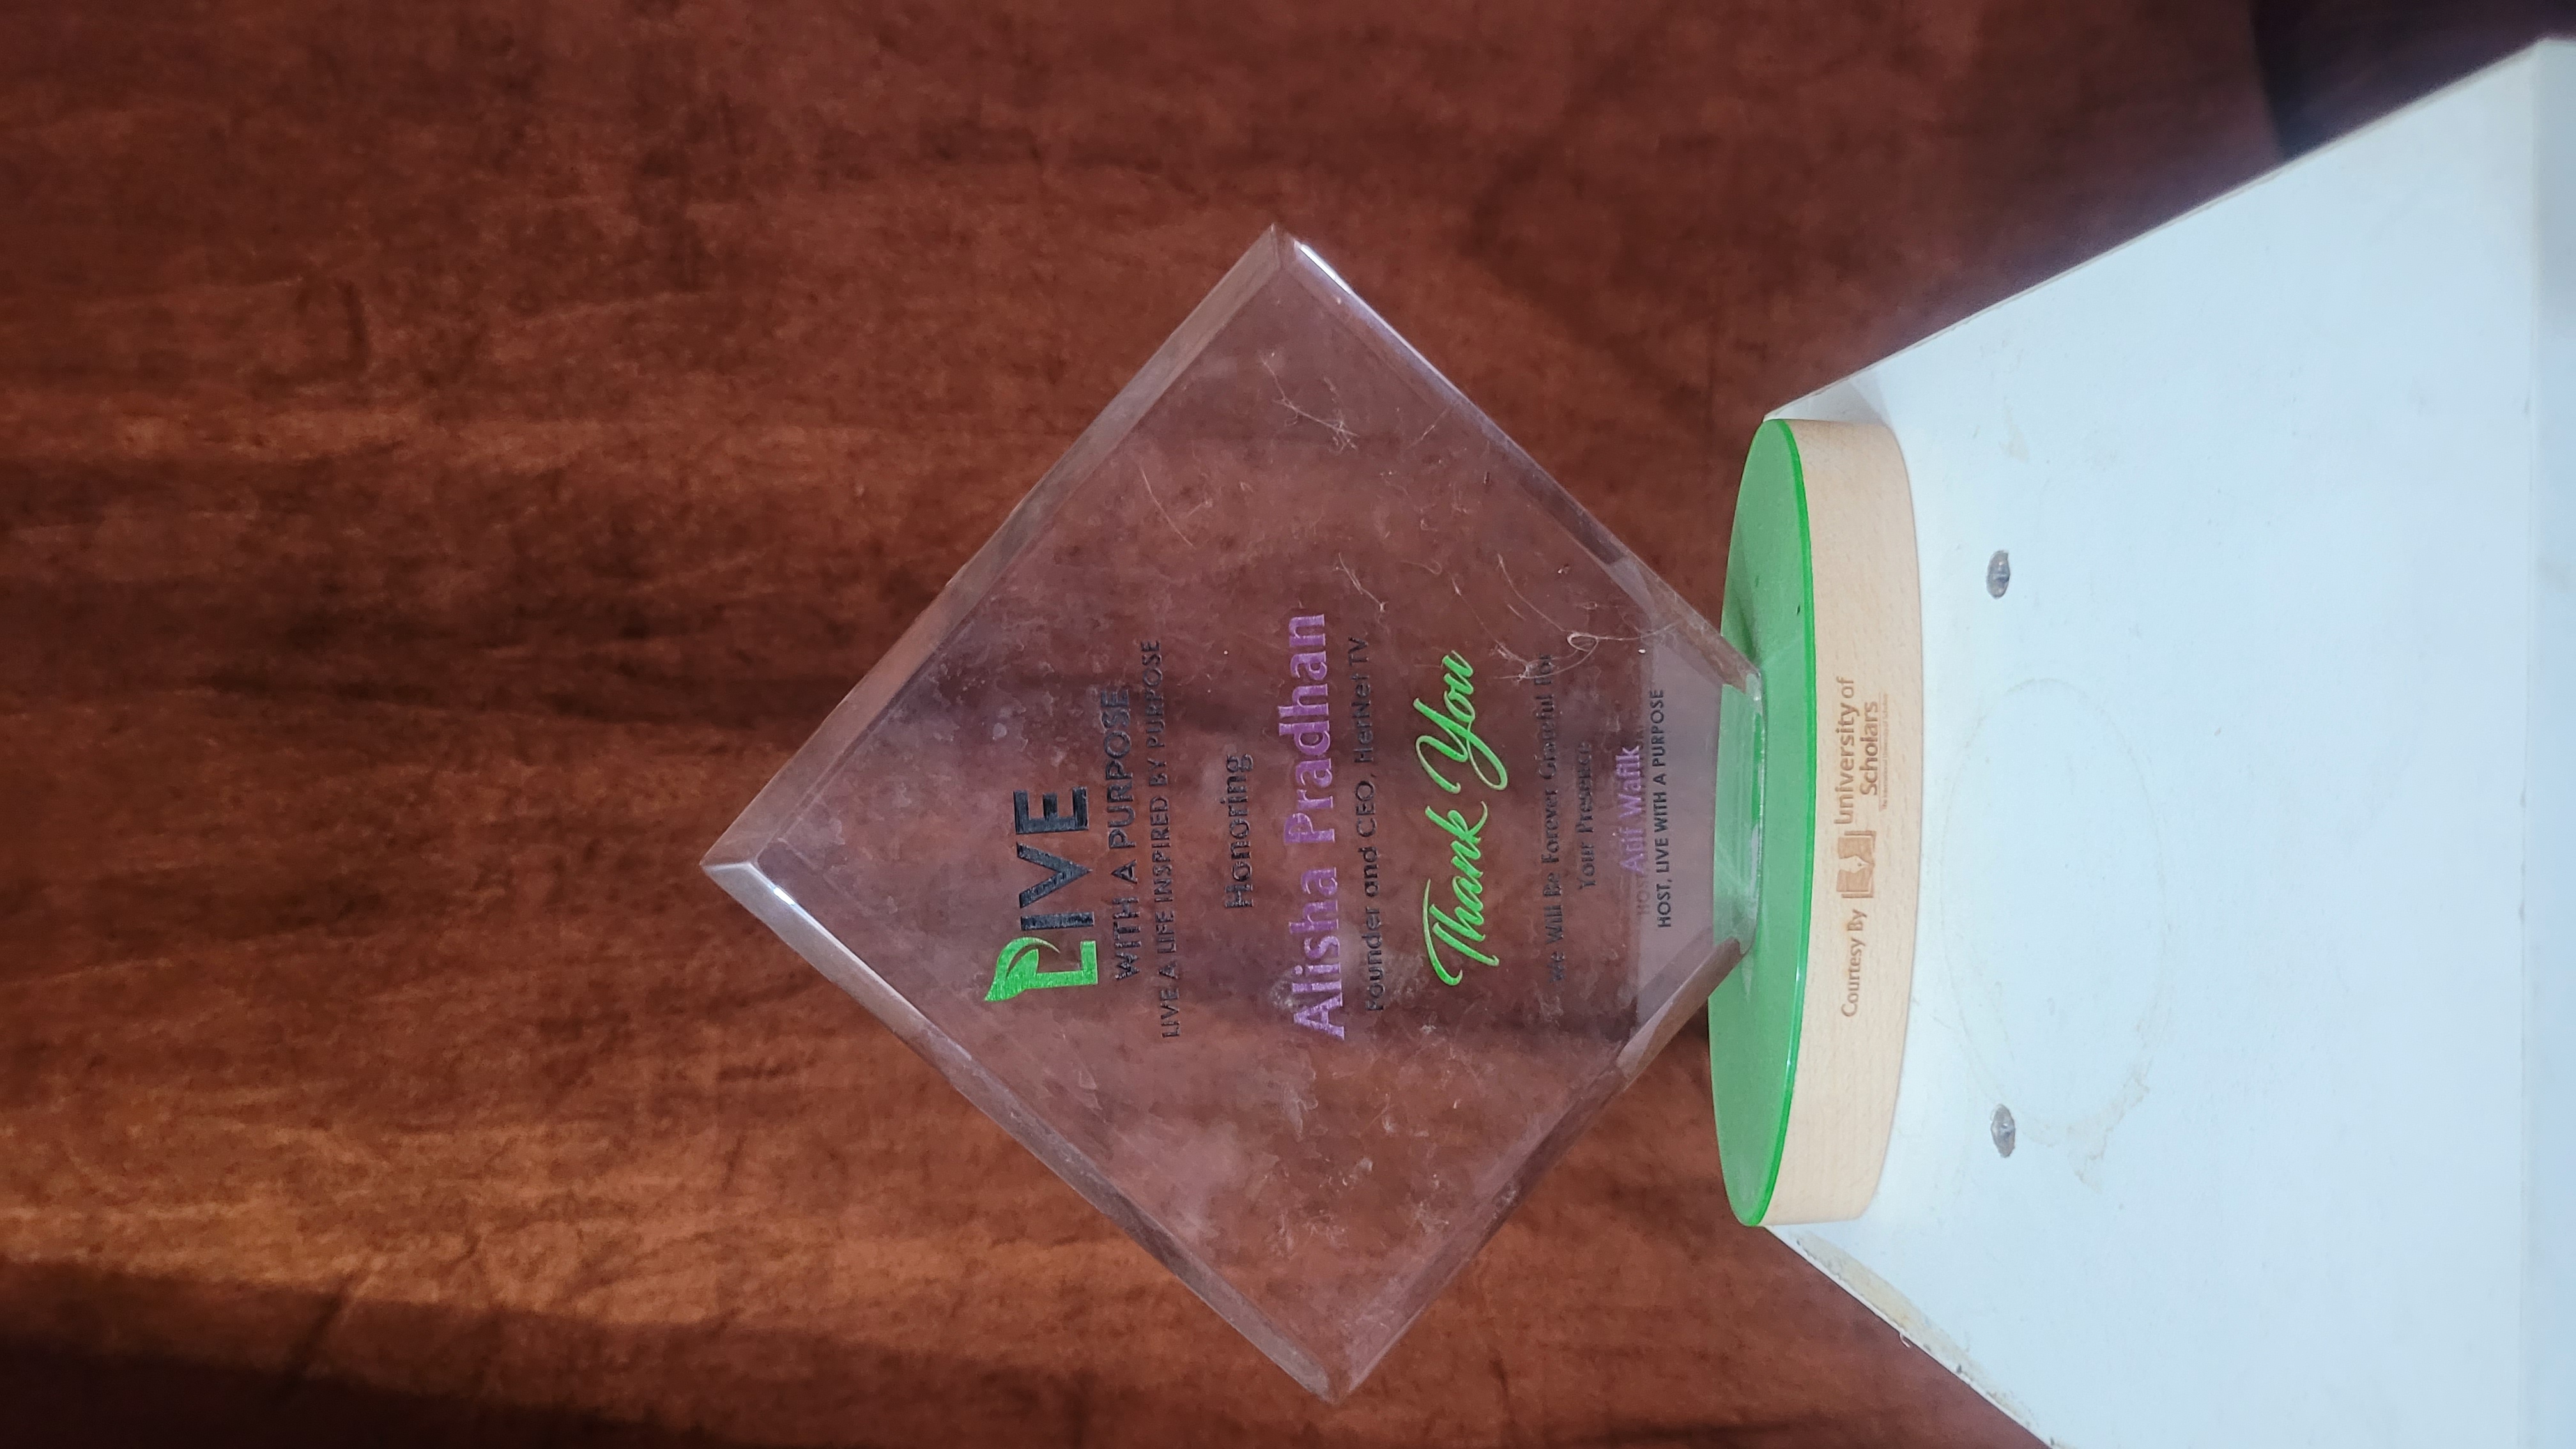 LIVE
WITH A PURPOSE
LIVE A LIFE INSPIRED BY PURPOSE
Honoring
Alisha Pradhan
Founder and CEO, HerNet TV
Thank You
We Will Be Forever Grateful For
Your Presence
Arif Wafik
HOST, LIVE WITH A PURPOSE
Courtesy By University of
Scholars